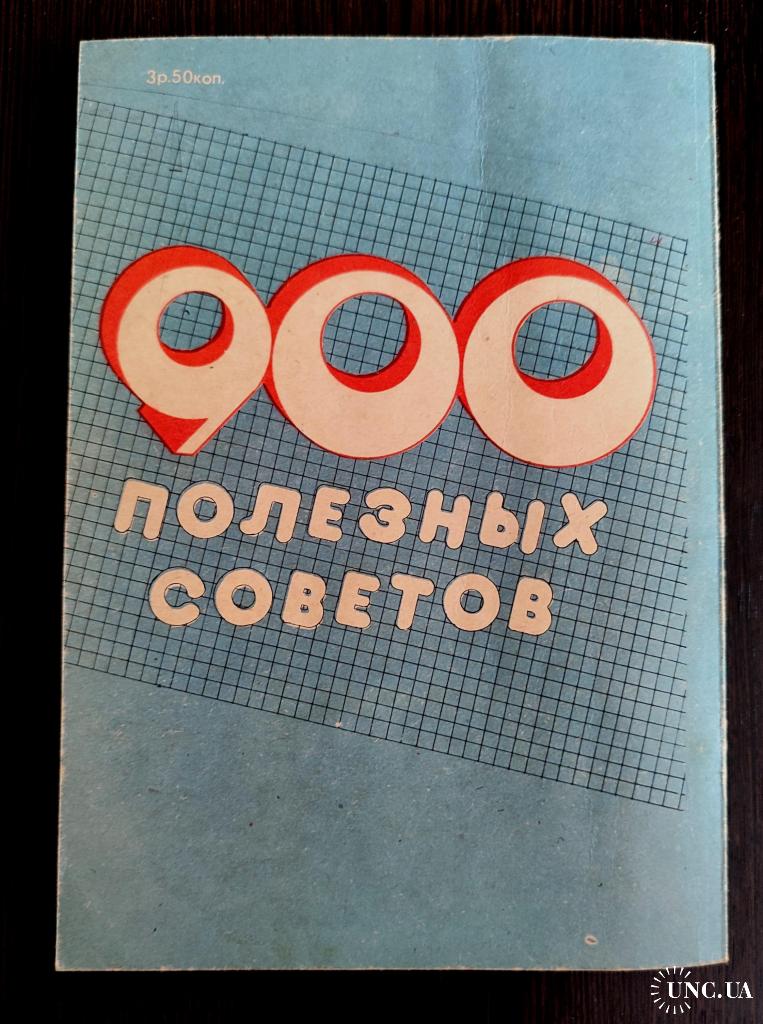 3р.50коп.
900
ПОЛЕЗНЫХ
СОВЕТОВ
UNC.UA